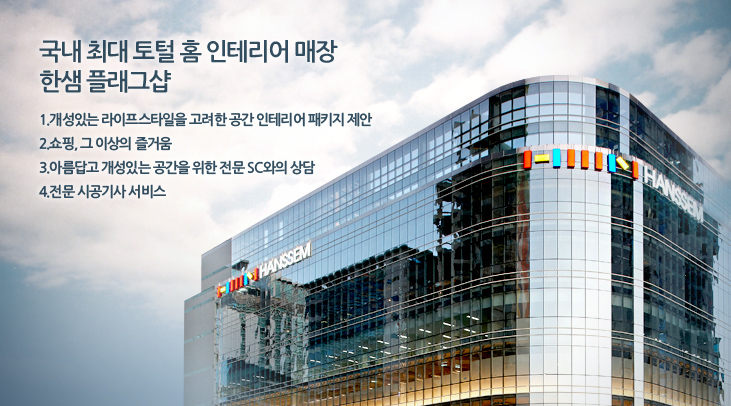 국내 최대 토털 홈 인테리어 매장
한샘 플래그샵
1.개성있는 라이프스타일을 고려한 공간 인테리어 패키지 제안
2.쇼핑, 그 이상의 즐거움
3.아름답고 개성있는 공간을 위한 전문 SC와의 상담
4.전문 시공기사 서비스
HANSSEM
HANSSEM